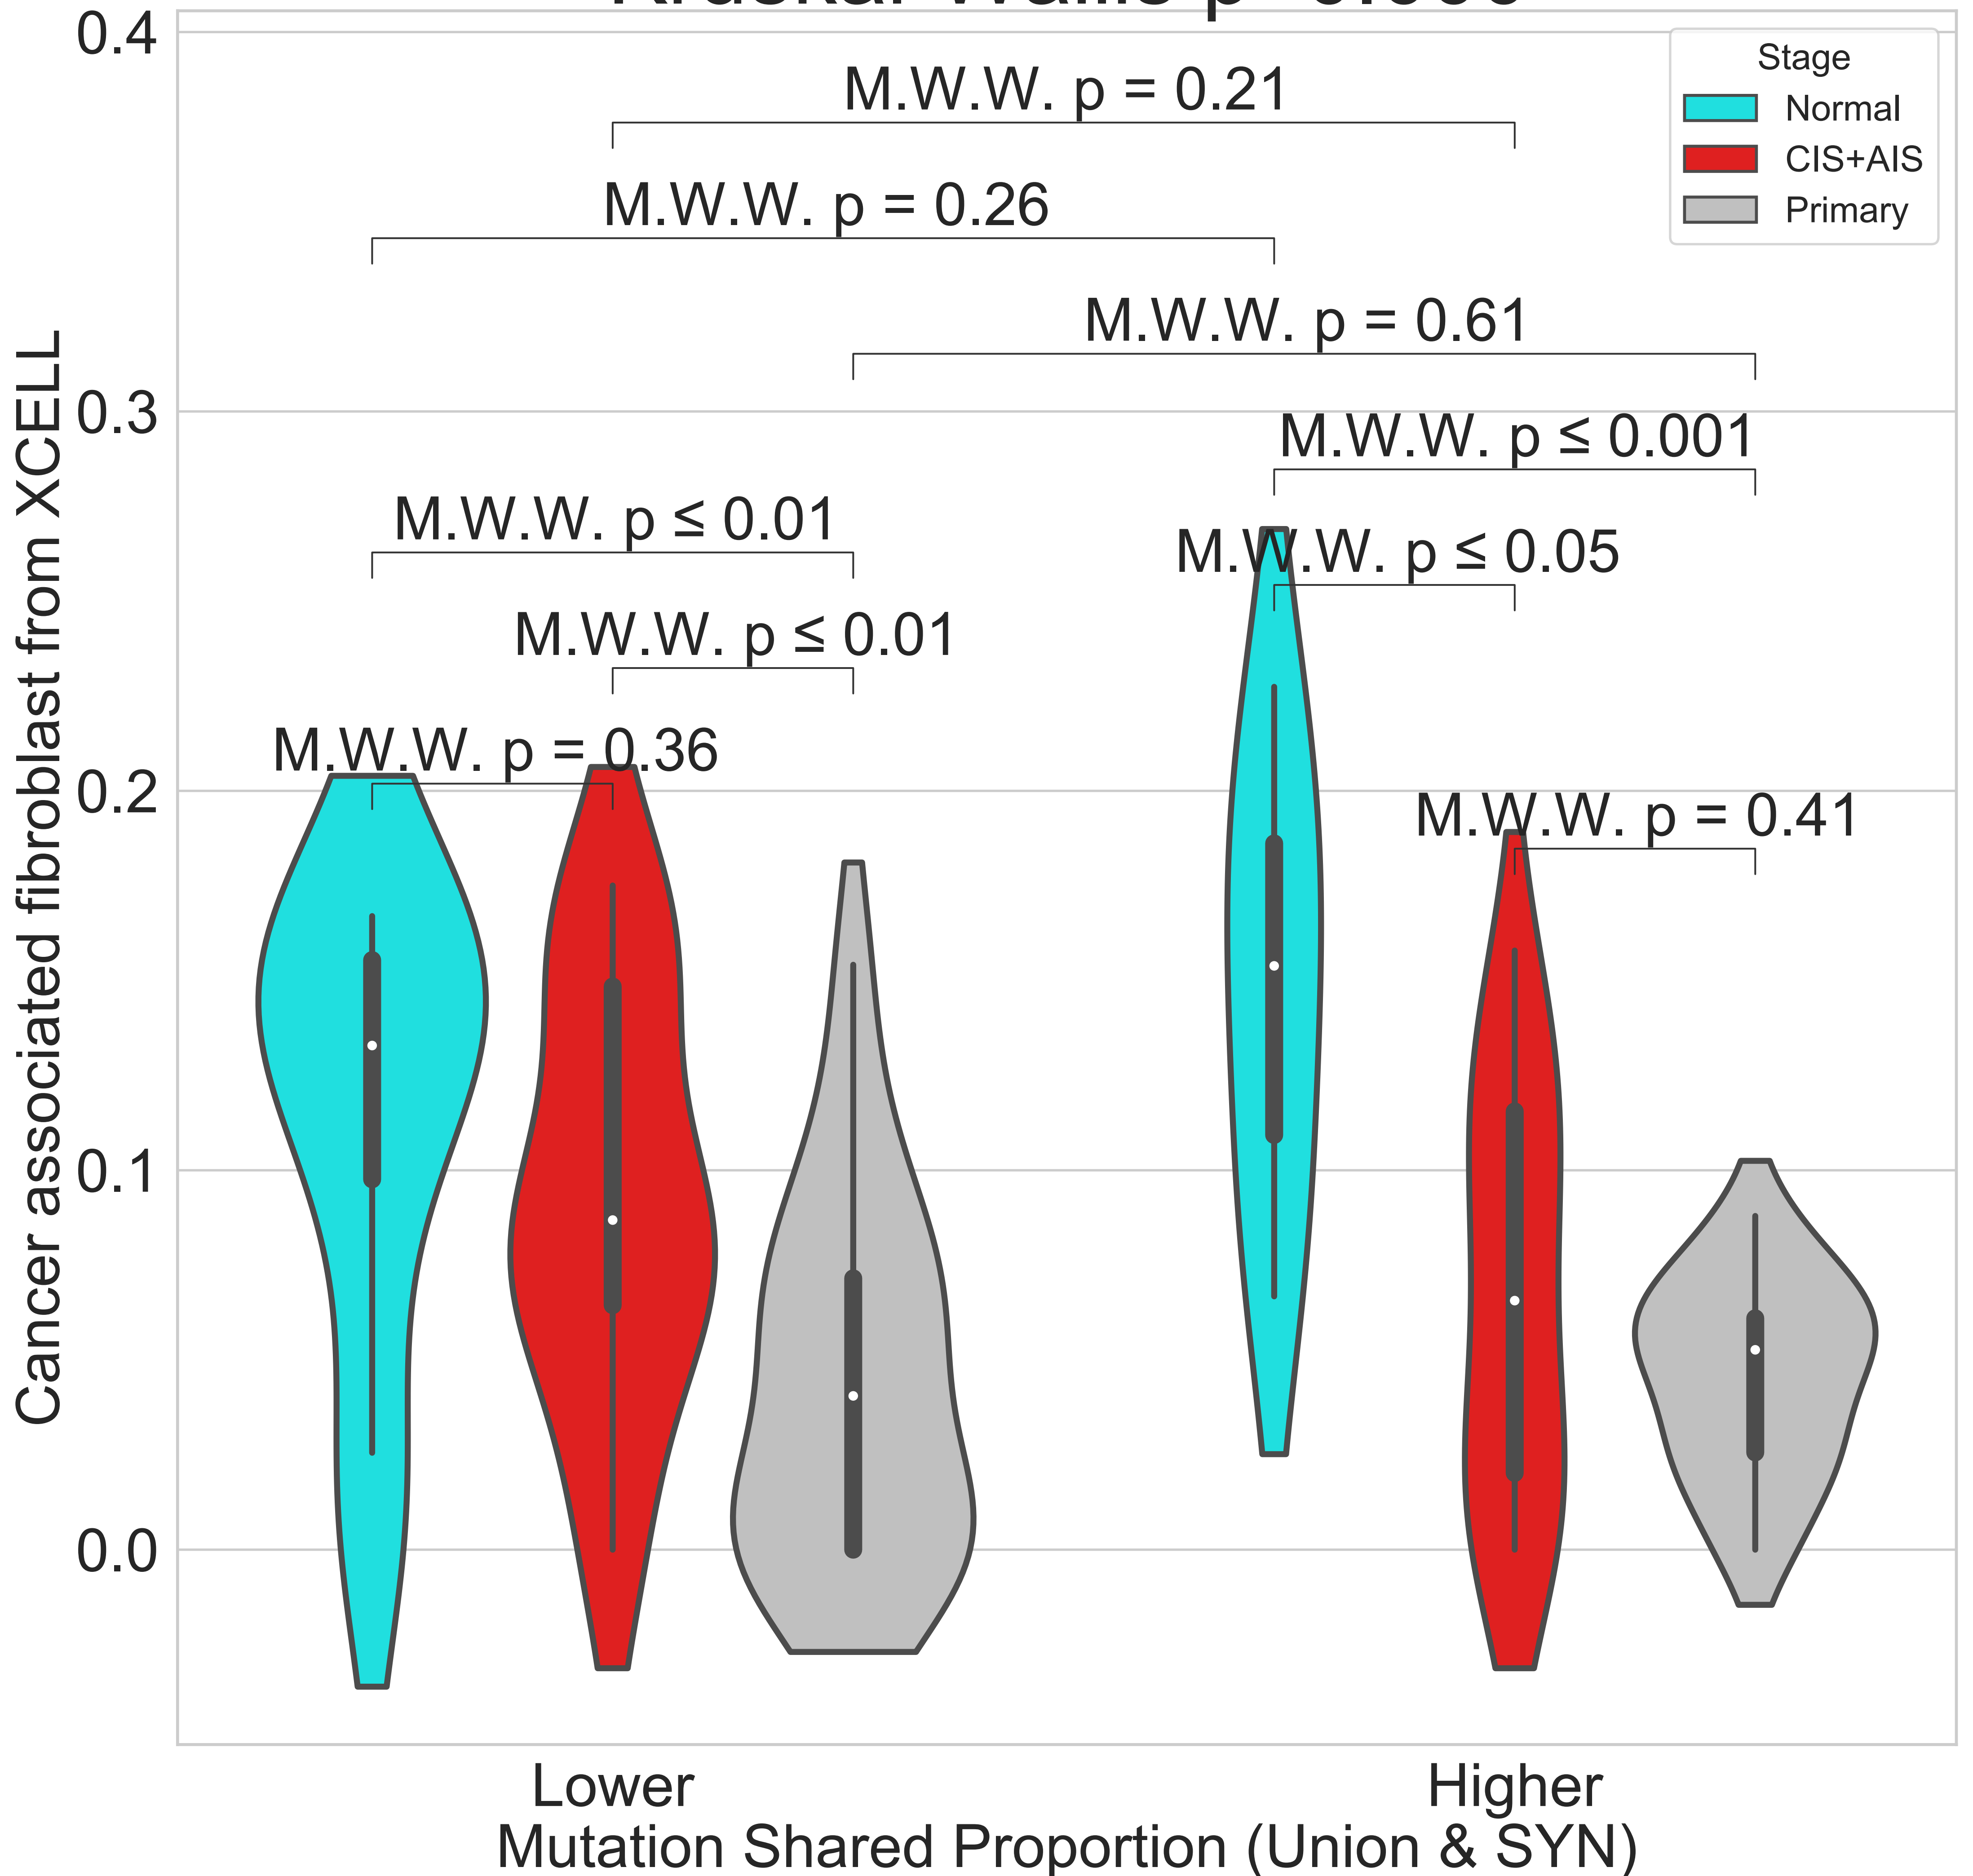 0.4
M.W.W. p = 0.21
Stage
Normal
CIS+AIS
Primary
M.W.W. p = 0.26
M.W.W. p = 0.61
0.3
M.W.W. p ≤ 0.001
M.W.W. p ≤ 0.01
M.W.W. p ≤ 0.05
M.W.W. p ≤ 0.01
M.W.W. p = 0.36
0.2
M.W.W. p = 0.41
0.1
0.0
Cancer associated fibroblast from XCELL
Lower
Higher
Mutation Shared Proportion (Union & SYN)